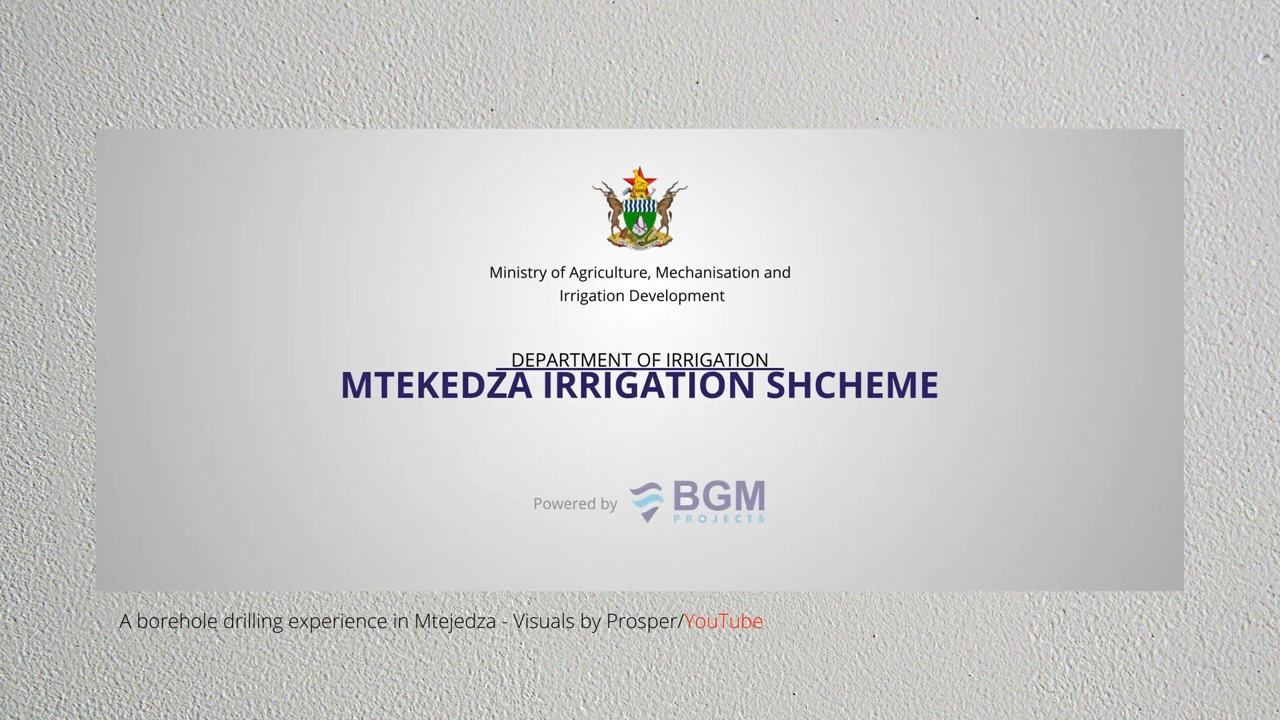 Ministry of Agriculture, Mechanisation and
Irrigation Development
DEPARTMENT OF IRRIGATION
MTEKEDZA IRRIGATION SHCHEME
Powered by BGM
PROJECTS
A borehole drilling experience in Mtejedza - Visuals by Prosper/YouTube